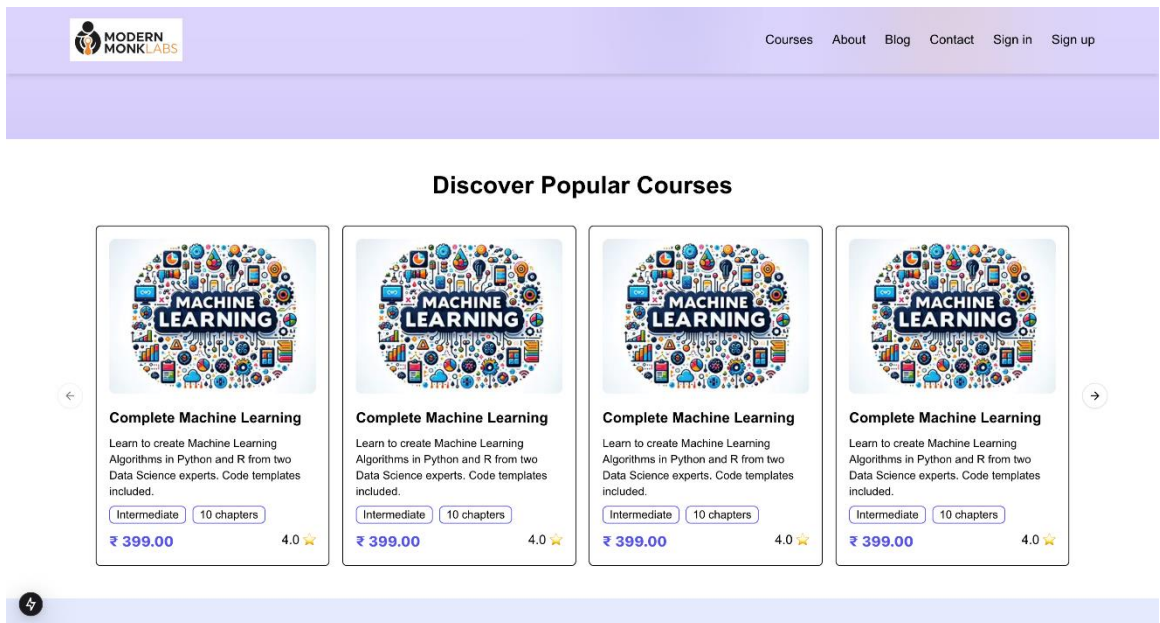 MODERN
MONKLABS
Courses About Blog Contact Sign in Sign up
Discover Popular Courses
MACHINE
LEARNING
Complete Machine Learning
Learn to create Machine Learning
Algorithms in Python and R from two
Data Science experts. Code templates
included.
Intermediate 10 chapters
₹ 399.00 4.0
MACHINE
LEARNING
Complete Machine Learning
Learn to create Machine Learning
Algorithms in Python and R from two
Data Science experts. Code templates
included.
Intermediate 10 chapters
₹ 399.00 4.0
MACHINE
LEARNING
Complete Machine Learning
Learn to create Machine Learning
Algorithms in Python and R from two
Data Science experts. Code templates
included.
Intermediate 10 chapters
₹ 399.00 4.0
MACHINE
LEARNING
Complete Machine Learning
Learn to create Machine Learning
Algorithms in Python and R from two
Data Science experts. Code templates
included.
Intermediate 10 chapters
₹ 399.00 4.0